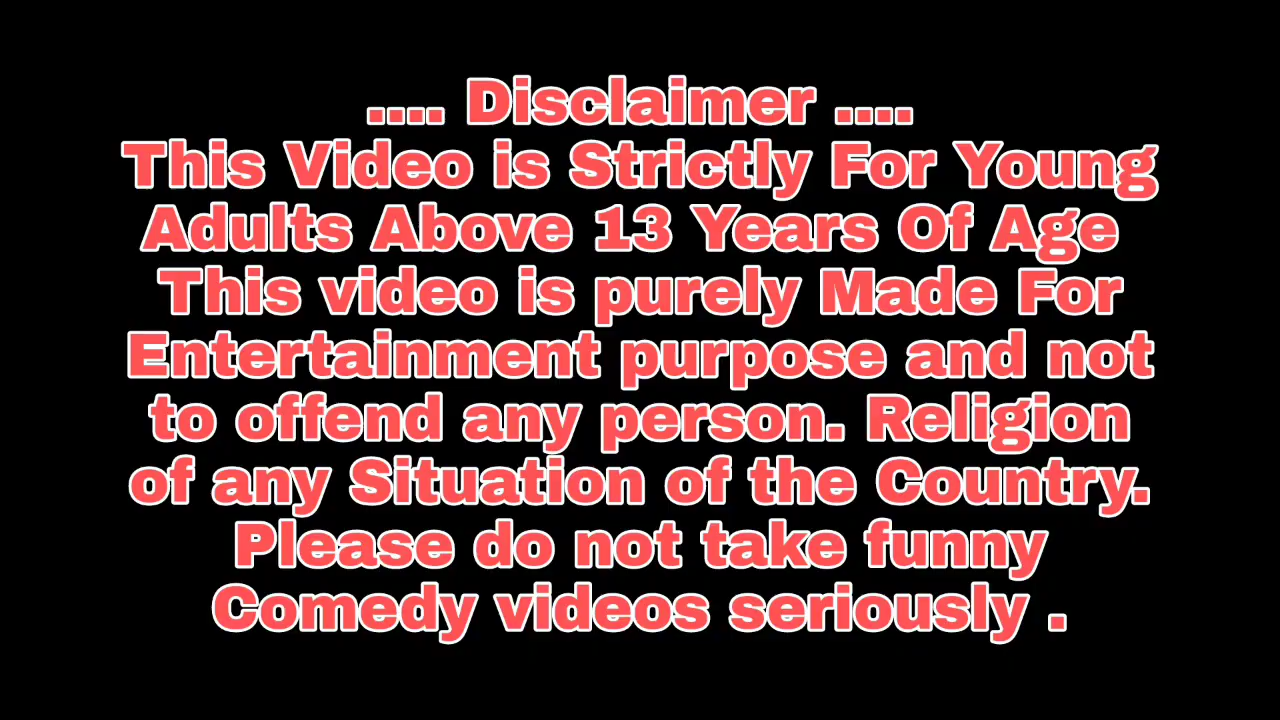 .... Disclaimer ....
This Video is Strictly For Young
Adults Above 13 Years Of Age
This video is purely Made For
Entertainment purpose and not
to offend any person. Religion
of any Situation of the Country.
Please do not take funny
Comedy videos seriously .